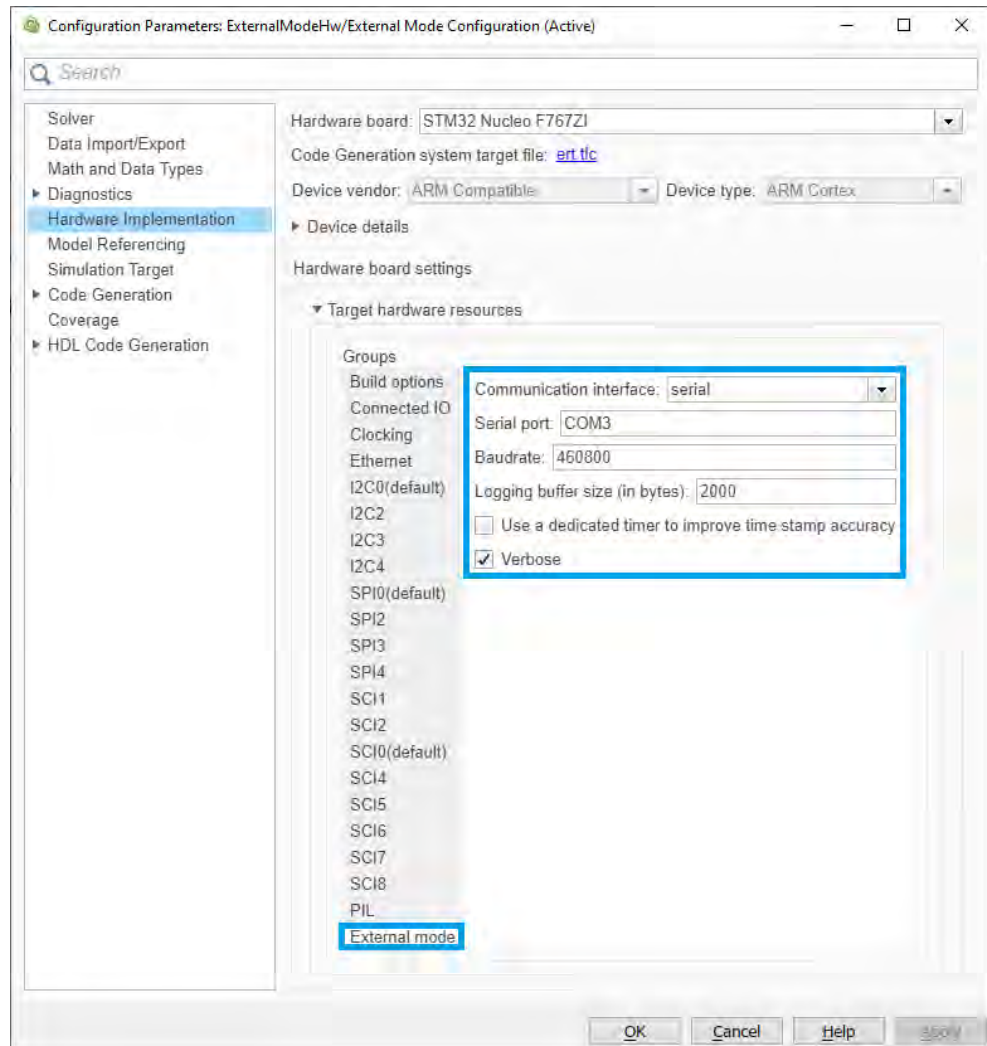 Configuration Parameters: ExternalModeHw/External Mode Configuration (Active)
Search
Solver
Data Import/Export
Math and Data Types
Diagnostics
Hardware Implementation
Model Referencing
Simulation Target
Code Generation
Coverage
HDL Code Generation
Hardware board: STM32 Nucleo F767ZI
Code Generation system target file: ert.tlc
Device vendor: ARM Compatible Device type: ARM Cortex
Device details
Hardware board settings
Target hardware resources
Groups
Build options
Connected IO
Clocking
Ethernet
I2C0(default)
I2C2
I2C3
I2C4
SPI0(default)
SPI2
SPI3
SPI4
SCI1
SCI2
SCI0(default)
SCI4
SCI5
SCI6
SCI7
SCI8
PIL
External mode
Communication interface: serial
Serial port: COM3
Baudrate: 460800
Logging buffer size (in bytes): 2000
Use a dedicated timer to improve time stamp accuracy
Verbose
OK Cancel Help Apply